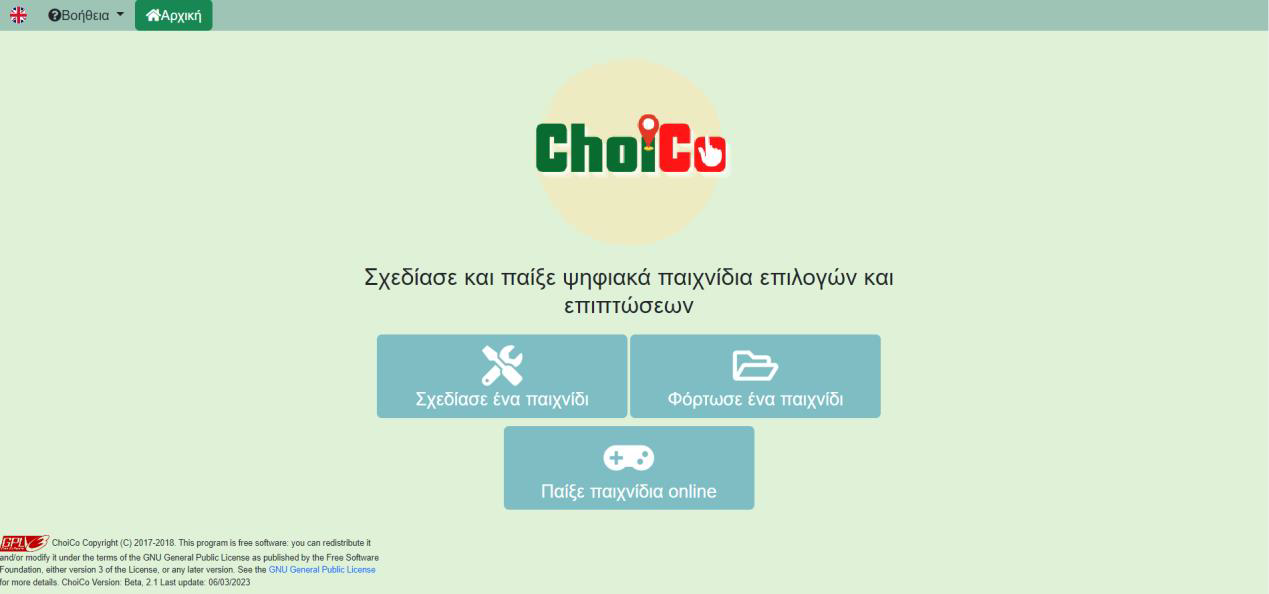 Βοήθεια
Αρχική
ChoiCo
Σχεδίασε και παίξε ψηφιακά παιχνίδια επιλογών και
επιπτώσεων
Σχεδίασε ένα παιχνίδι
Φόρτωσε ένα παιχνίδι
Παίξε παιχνίδια online
GPLv3 ChoiCo Copyright (C) 2017-2018. This program is free software: you can redistribute it
and/or modify it under the terms of the GNU General Public License as published by the Free Software
Foundation, either version 3 of the License, or any later version. See the GNU General Public License
for more details. ChoiCo Version: Beta, 2.1 Last update: 06/03/2023